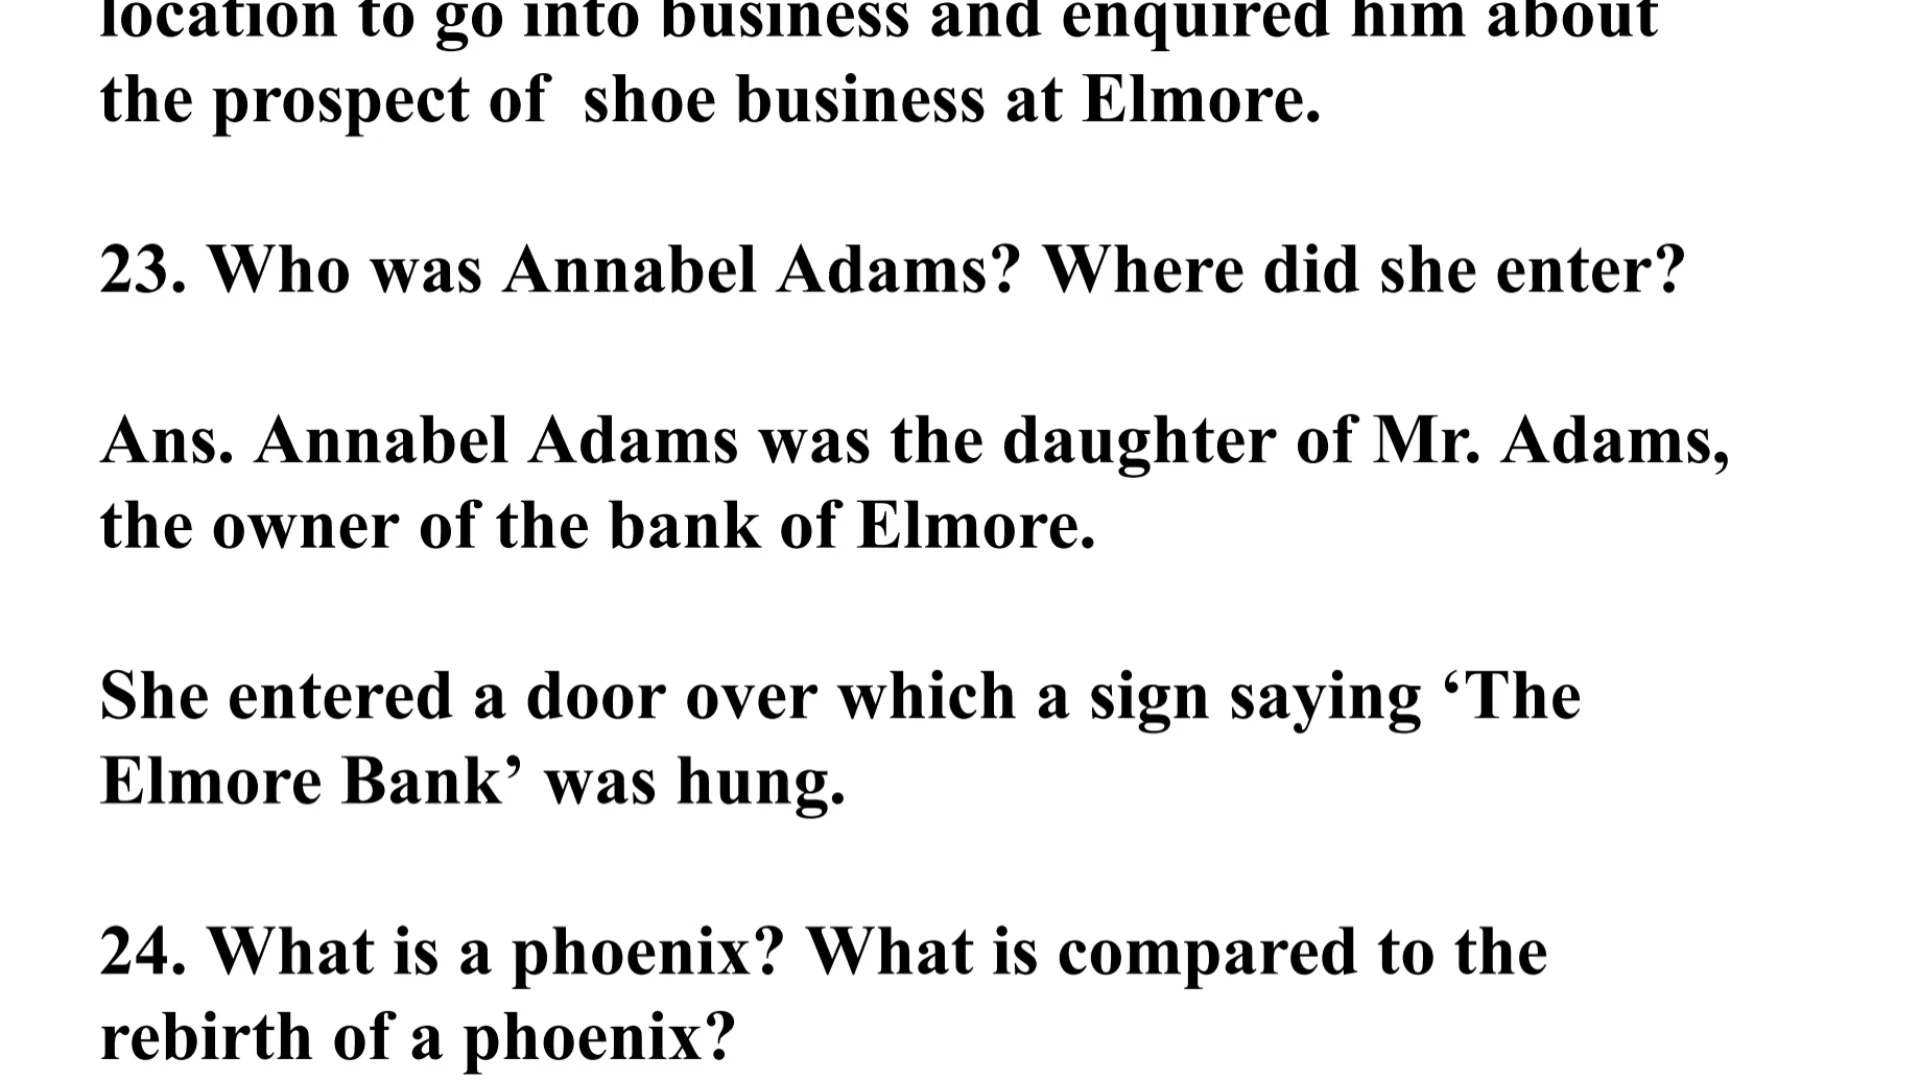 location to go into business and enquired him about
the prospect of  shoe business at Elmore.
23. Who was Annabel Adams? Where did she enter?
Ans. Annabel Adams was the daughter of Mr. Adams,
the owner of the bank of Elmore.
She entered a door over which a sign saying ‘The
Elmore Bank’ was hung.
24. What is a phoenix? What is compared to the
rebirth of a phoenix?